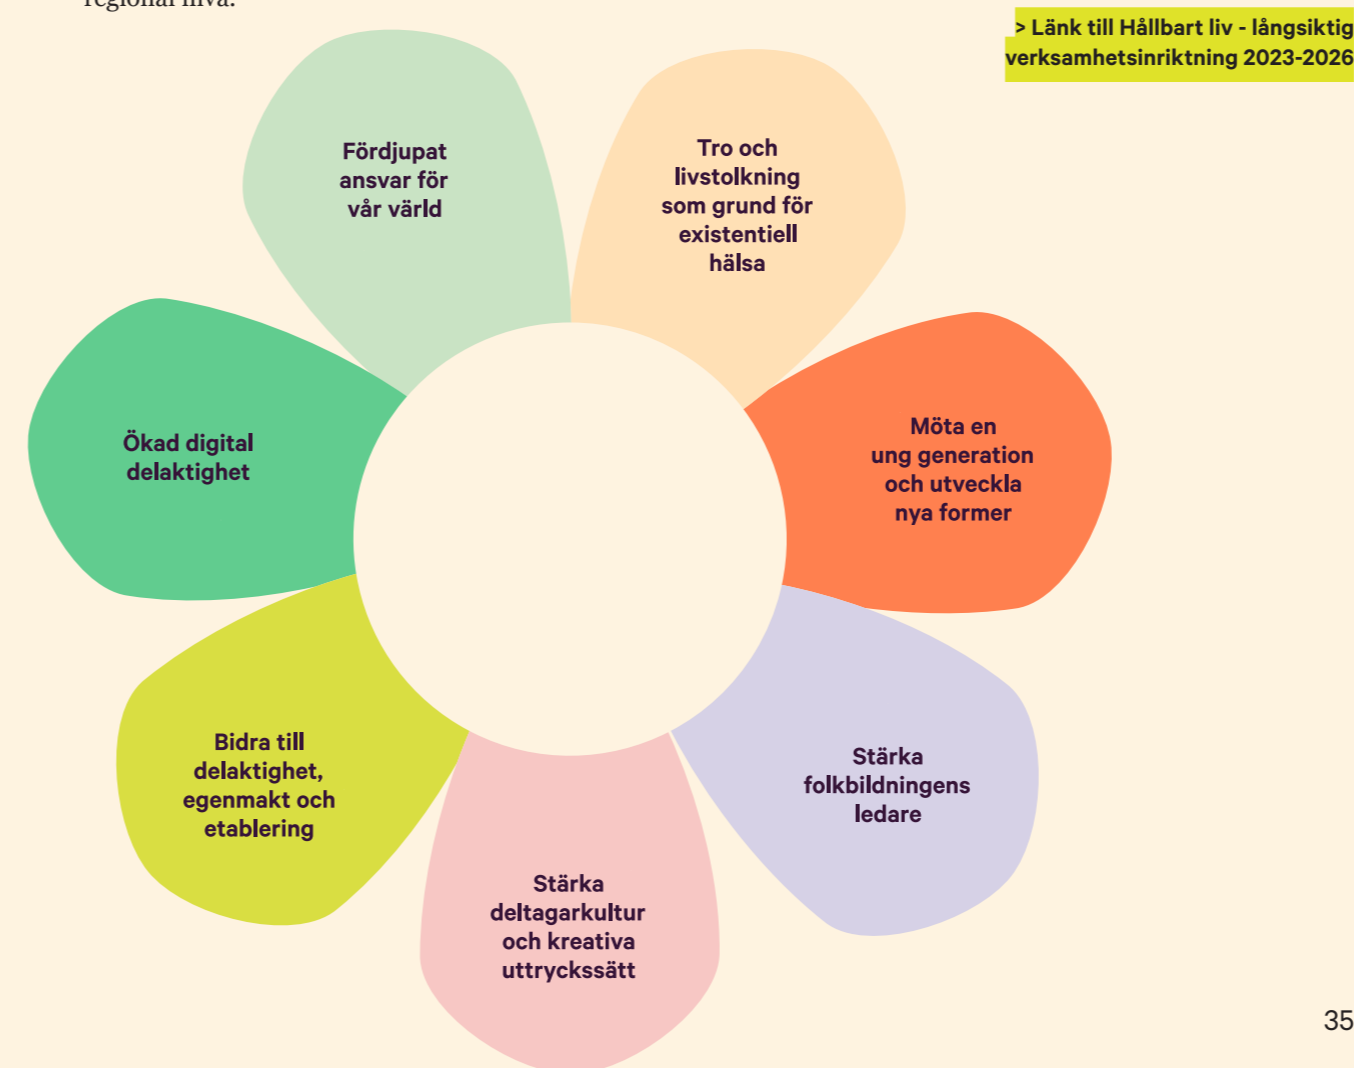 regional nivå.
> Länk till Hållbart liv - långsiktig
verksamhetsinriktning 2023-2026
Fördjupat
ansvar för
vår värld
Tro och
livstolkning
som grund för
existentiell
hälsa
Ökad digital
delaktighet
Möta en
ung generation
och utveckla
nya former
Bidra till
delaktighet,
egenmakt och
etablering
Stärka
folkbildningens
ledare
Stärka
deltagarkultur
och kreativa
uttryckssätt
35